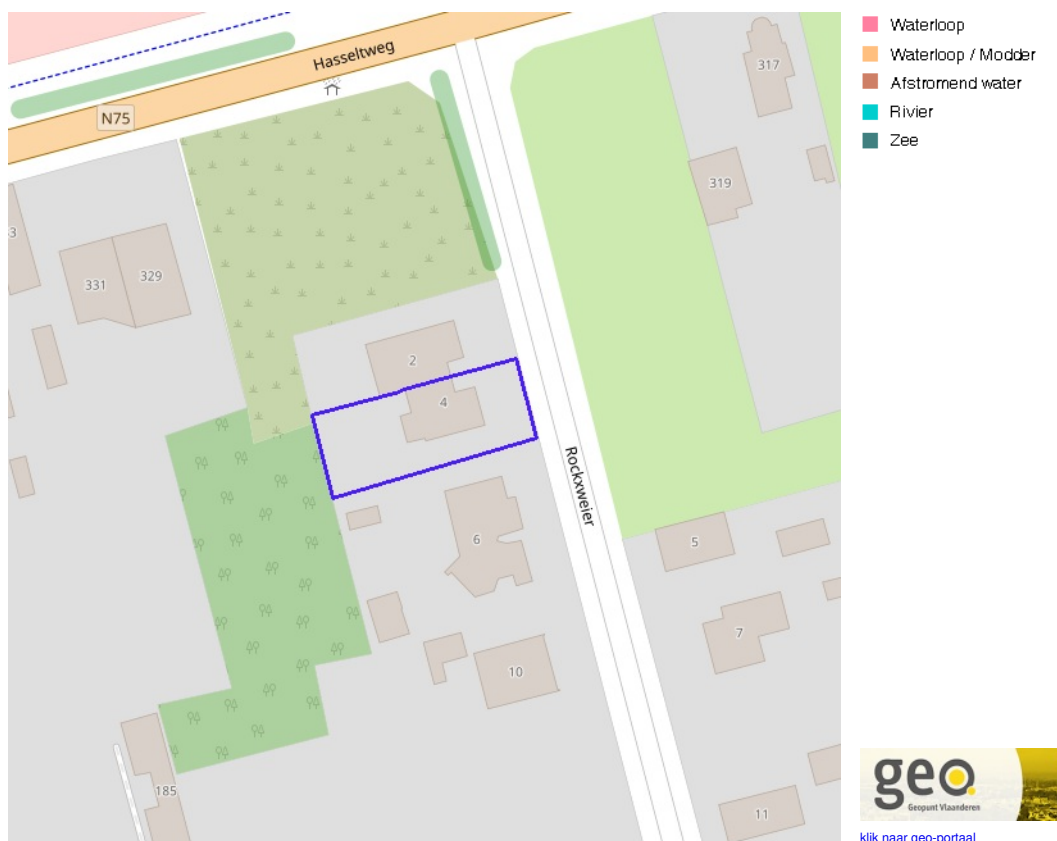 Hasseltweg
N75
317
319
3
331
329
2
4
Rockxweier
6
5
7
10
185
11
Waterloop
Waterloop / Modder
Afstromend water
Rivier
Zee
geo.
Geopunt Vlaanderen
klik naar geo-portaal